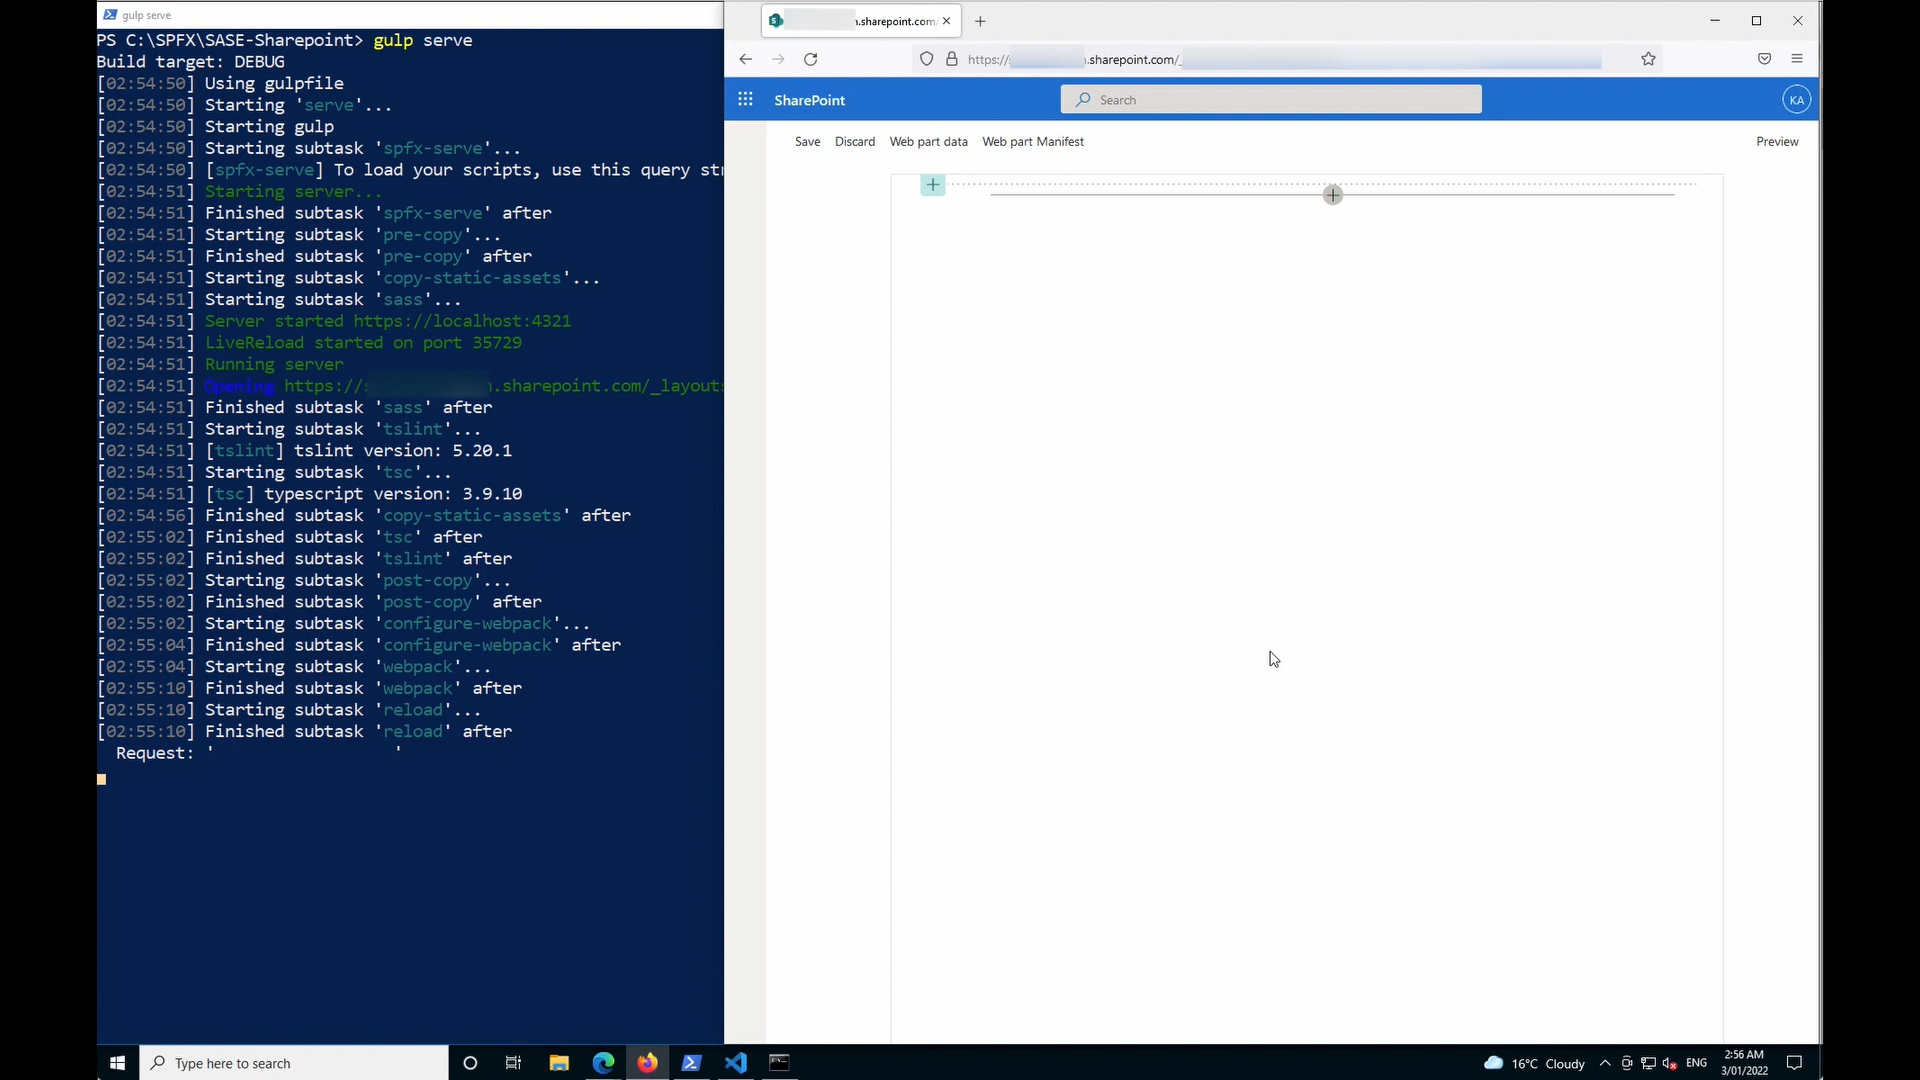 gulp serve
PS C:\SPFX\SASE-Sharepoint> gulp serve
Build target: DEBUG
[02:54:50] Using gulpfile
[02:54:50] Starting 'serve'...
[02:54:50] Starting gulp
[02:54:50] Starting subtask 'spfx-serve'...
[02:54:50] [spfx-serve] To load your scripts, use this query str
[02:54:51] Starting server...
[02:54:51] Finished subtask 'spfx-serve' after
[02:54:51] Starting subtask 'pre-copy'...
[02:54:51] Finished subtask 'pre-copy' after
[02:54:51] Starting subtask 'copy-static-assets'...
[02:54:51] Starting subtask 'sass'...
[02:54:51] Server started https://localhost:4321
[02:54:51] LiveReload started on port 35729
[02:54:51] Running server
[02:54:51] Opening https:// .sharepoint.com/_layouts
[02:54:51] Finished subtask 'sass' after
[02:54:51] Starting subtask 'tslint'...
[02:54:51] [tslint] tslint version: 5.20.1
[02:54:51] Starting subtask 'tsc'...
[02:54:51] [tsc] typescript version: 3.9.10
[02:54:56] Finished subtask 'copy-static-assets' after
[02:55:02] Finished subtask 'tsc' after
[02:55:02] Finished subtask 'tslint' after
[02:55:02] Starting subtask 'post-copy'...
[02:55:02] Finished subtask 'post-copy' after
[02:55:02] Starting subtask 'configure-webpack'...
[02:55:04] Finished subtask 'configure-webpack' after
[02:55:04] Starting subtask 'webpack'...
[02:55:10] Finished subtask 'webpack' after
[02:55:10] Starting subtask 'reload'...
[02:55:10] Finished subtask 'reload' after
Request: ' '
.sharepoint.com/
https:// .sharepoint.com/_
SharePoint
Search
KA
Save Discard Web part data Web part Manifest Preview
Type here to search
16°C Cloudy
ENG
2:56 AM
3/01/2022